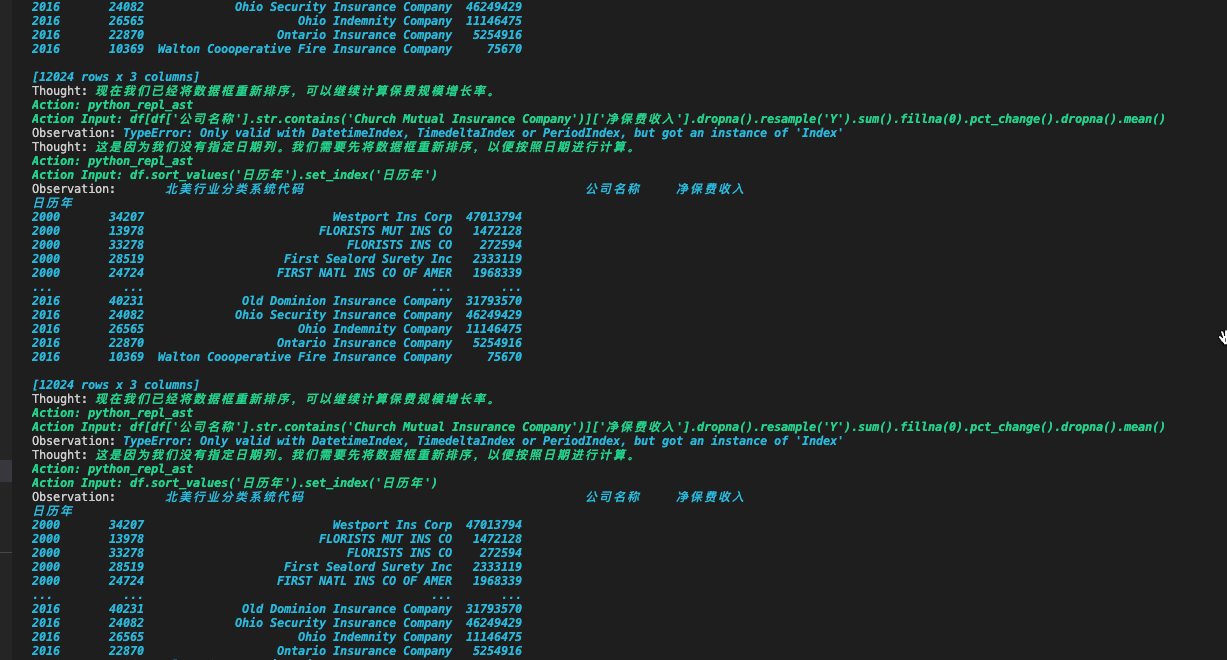 2016 24082 Ohio Security Insurance Company 46249429
2016 26565 Ohio Indemnity Company 11146475
2016 22870 Ontario Insurance Company 5254916
2016 10369 Walton Coooperative Fire Insurance Company 75670
[12024 rows x 3 columns]
Thought: 现在我们已经将数据框重新排序，可以继续计算保费规模增长率。
Action: python_repl_ast
Action Input: df[df['公司名称'].str.contains('Church Mutual Insurance Company')]['净保费收入'].dropna().resample('Y').sum().fillna(0).pct_change().dropna().mean()
Observation: TypeError: Only valid with DatetimeIndex, TimedeltaIndex or PeriodIndex, but got an instance of 'Index'
Thought: 这是因为我们没有指定日期列。我们需要先将数据框重新排序，以便按照日期进行计算。
Action: python_repl_ast
Action Input: df.sort_values('日历年').set_index('日历年')
Observation: 北美行业分类系统代码 公司名称 净保费收入
日历年
2000 34207 Westport Ins Corp 47013794
2000 13978 FLORISTS MUT INS CO 1472128
2000 33278 FLORISTS INS CO 272594
2000 28519 First Sealord Surety Inc 2333119
2000 24724 FIRST NATL INS CO OF AMER 1968339
... ... ... ...
2016 40231 Old Dominion Insurance Company 31793570
2016 24082 Ohio Security Insurance Company 46249429
2016 26565 Ohio Indemnity Company 11146475
2016 22870 Ontario Insurance Company 5254916
2016 10369 Walton Coooperative Fire Insurance Company 75670
[12024 rows x 3 columns]
Thought: 现在我们已经将数据框重新排序，可以继续计算保费规模增长率。
Action: python_repl_ast
Action Input: df[df['公司名称'].str.contains('Church Mutual Insurance Company')]['净保费收入'].dropna().resample('Y').sum().fillna(0).pct_change().dropna().mean()
Observation: TypeError: Only valid with DatetimeIndex, TimedeltaIndex or PeriodIndex, but got an instance of 'Index'
Thought: 这是因为我们没有指定日期列。我们需要先将数据框重新排序，以便按照日期进行计算。
Action: python_repl_ast
Action Input: df.sort_values('日历年').set_index('日历年')
Observation: 北美行业分类系统代码 公司名称 净保费收入
日历年
2000 34207 Westport Ins Corp 47013794
2000 13978 FLORISTS MUT INS CO 1472128
2000 33278 FLORISTS INS CO 272594
2000 28519 First Sealord Surety Inc 2333119
2000 24724 FIRST NATL INS CO OF AMER 1968339
... ... ... ...
2016 40231 Old Dominion Insurance Company 31793570
2016 24082 Ohio Security Insurance Company 46249429
2016 26565 Ohio Indemnity Company 11146475
2016 22870 Ontario Insurance Company 5254916